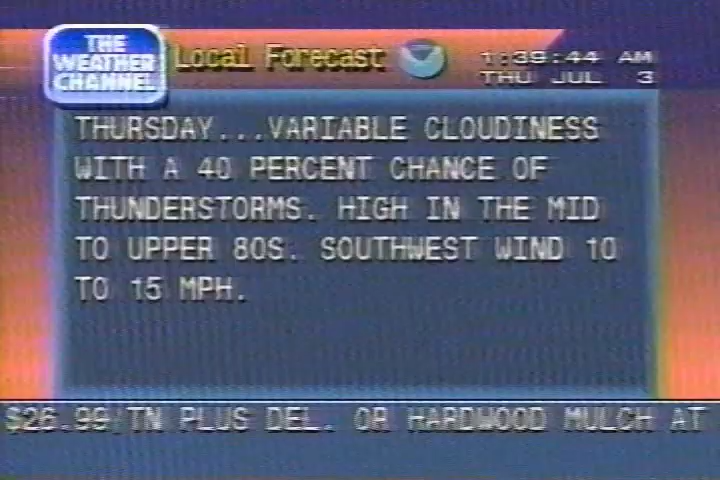 THE
WEATHER
CHANNEL
Local Forecast
1:39:44 AM
THU JUL 3
THURSDAY...VARIABLE CLOUDINESS
WITH A 40 PERCENT CHANCE OF
THUNDERSTORMS. HIGH IN THE MID
TO UPPER 80S. SOUTHWEST WIND 10
TO 15 MPH.
$26.99/TN PLUS DEL. OR HARDWOOD MULCH AT